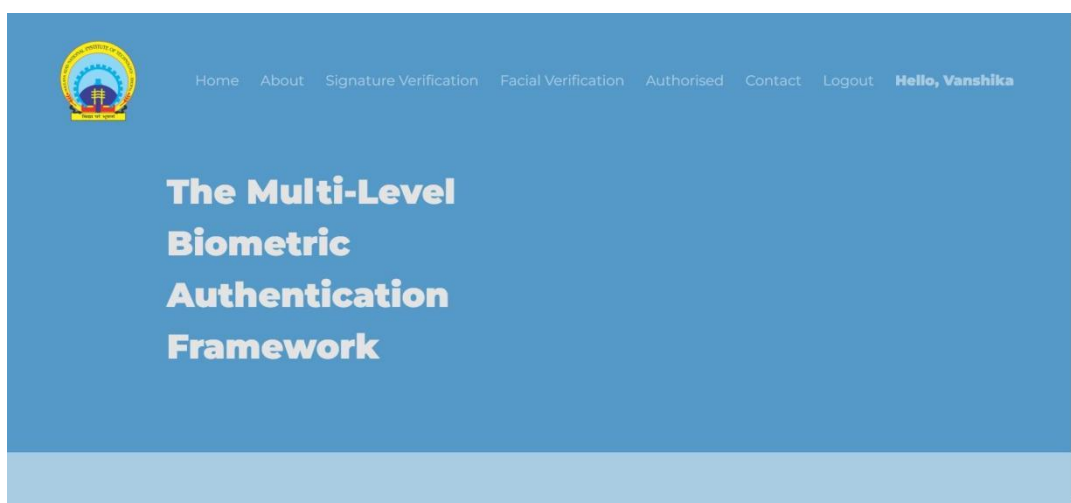 Home About Signature Verification Facial Verification Authorised Contact Logout Hello, Vanshika
The Multi-Level
Biometric
Authentication
Framework